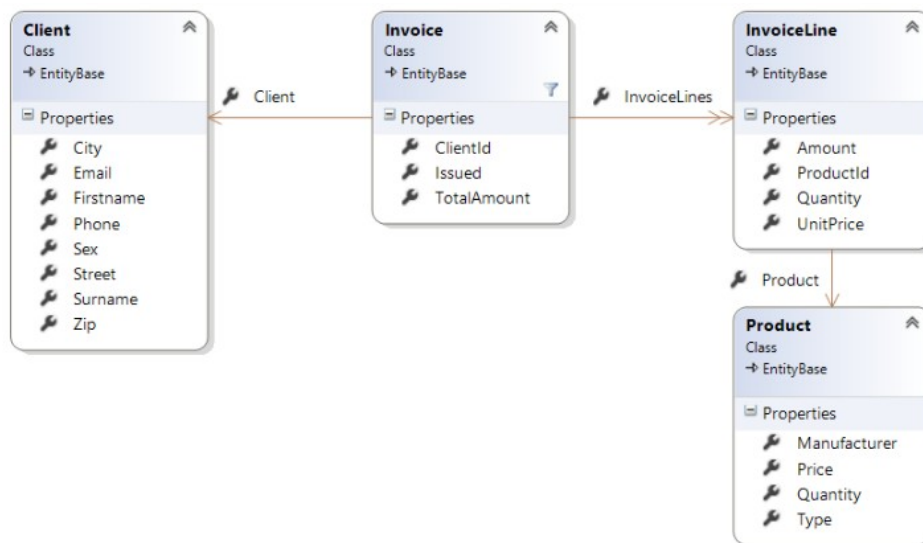 Client
Class
EntityBase
Properties
City
Email
Firstname
Phone
Sex
Street
Surname
Zip
Client
Invoice
Class
EntityBase
Properties
ClientId
Issued
TotalAmount
InvoiceLines
InvoiceLine
Class
EntityBase
Properties
Amount
ProductId
Quantity
UnitPrice
Product
Product
Class
EntityBase
Properties
Manufacturer
Price
Quantity
Type